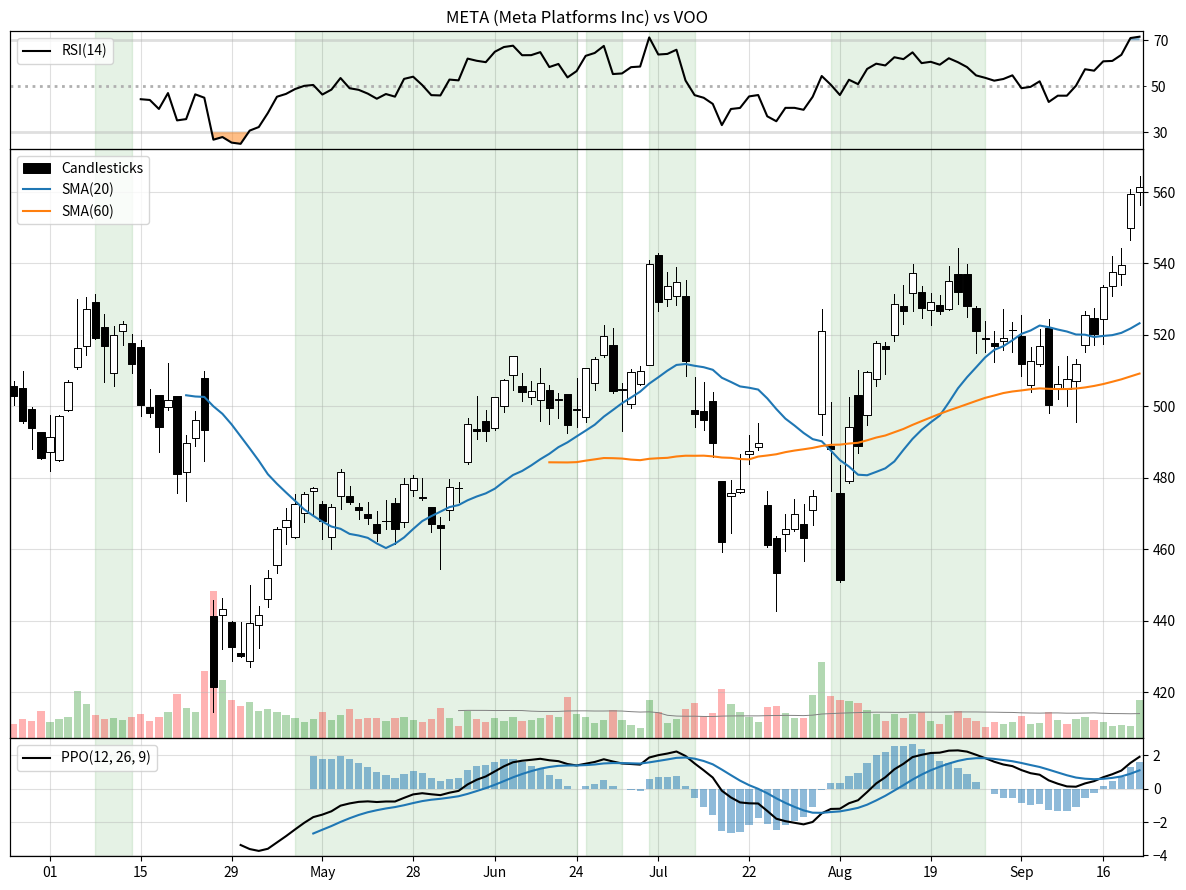 META (Meta Platforms Inc) vs VOO
RSI(14)
70
50
30
Candlesticks
SMA(20)
SMA(60)
560
540
520
500
480
460
440
420
PPO(12, 26, 9)
2
0
−2
−4
01 15 29 May 28 Jun 24 Jul 22 Aug 19 Sep 16